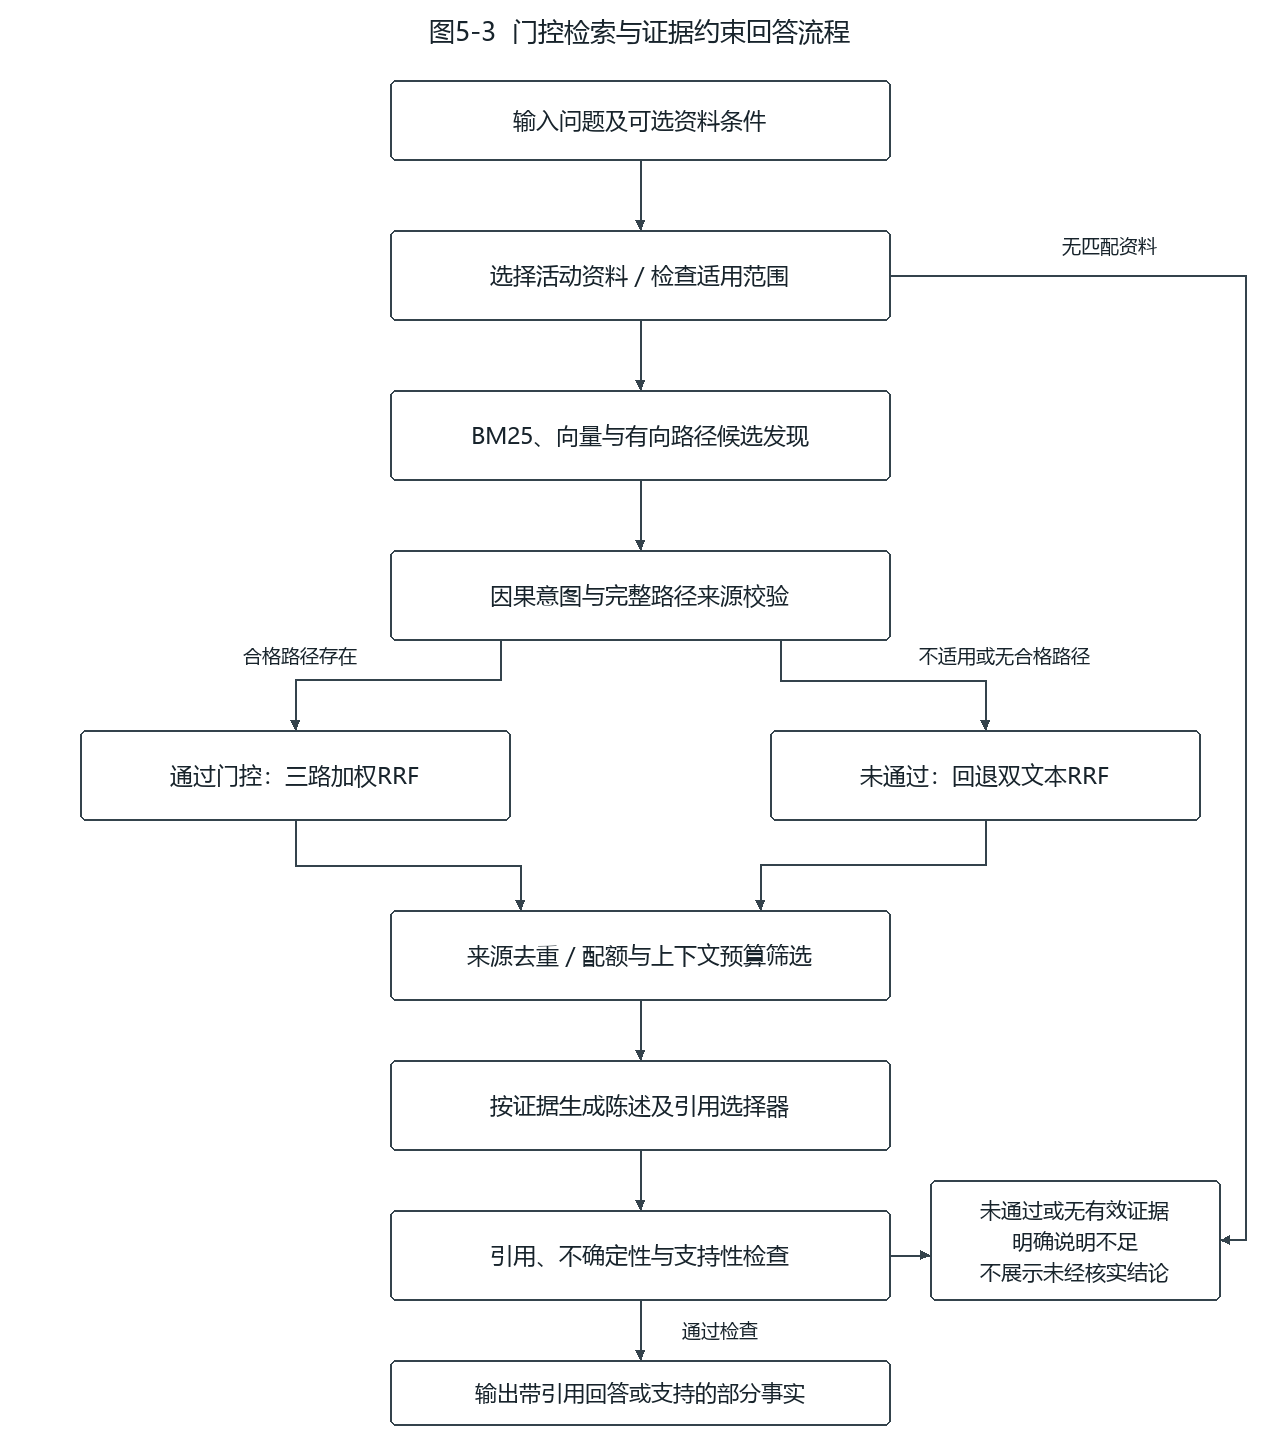 图5-3 门控检索与证据约束回答流程
输入问题及可选资料条件
选择活动资料 / 检查适用范围
无匹配资料
BM25、向量与有向路径候选发现
因果意图与完整路径来源校验
合格路径存在
不适用或无合格路径
通过门控：三路加权RRF
未通过：回退双文本RRF
来源去重 / 配额与上下文预算筛选
按证据生成陈述及引用选择器
引用、不确定性与支持性检查
未通过或无有效证据
明确说明不足
不展示未经核实结论
通过检查
输出带引用回答或支持的部分事实